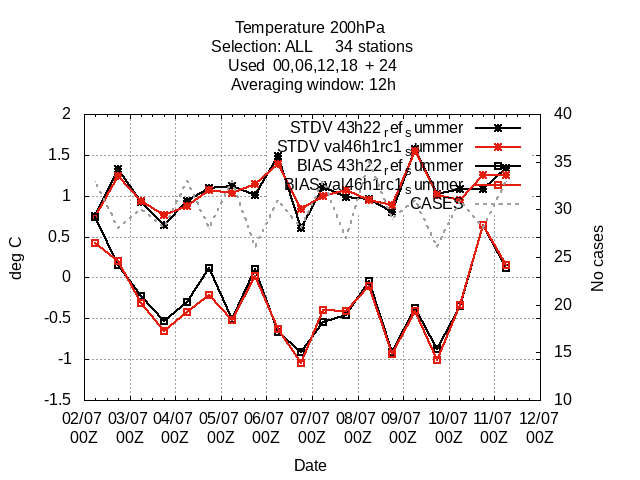 Temperature 200hPa
Selection: ALL 34 stations
Used 00,06,12,18 + 24
Averaging window: 12h
2
1.5
1
0.5
0
-0.5
-1
-1.5
deg C
40
35
30
25
20
15
10
No cases
STDV 43h22_ref_summer
STDV val46h1rc1_summer
BIAS 43h22_ref_summer
BIAS val46h1rc1_summer
CASES
02/07 03/07 04/07 05/07 06/07 07/07 08/07 09/07 10/07 11/07 12/07
00Z 00Z 00Z 00Z 00Z 00Z 00Z 00Z 00Z 00Z 00Z
Date